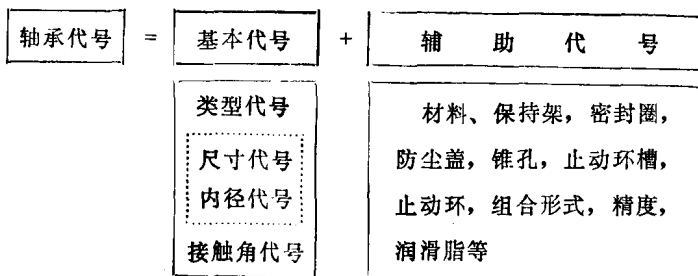 轴承代号 = 基本代号 + 辅助代号
类型代号
尺寸代号
内径代号
接触角代号
材料、保持架，密封圈，
防尘盖，锥孔，止动环槽，
止动环，组合形式，精度，
润滑脂等